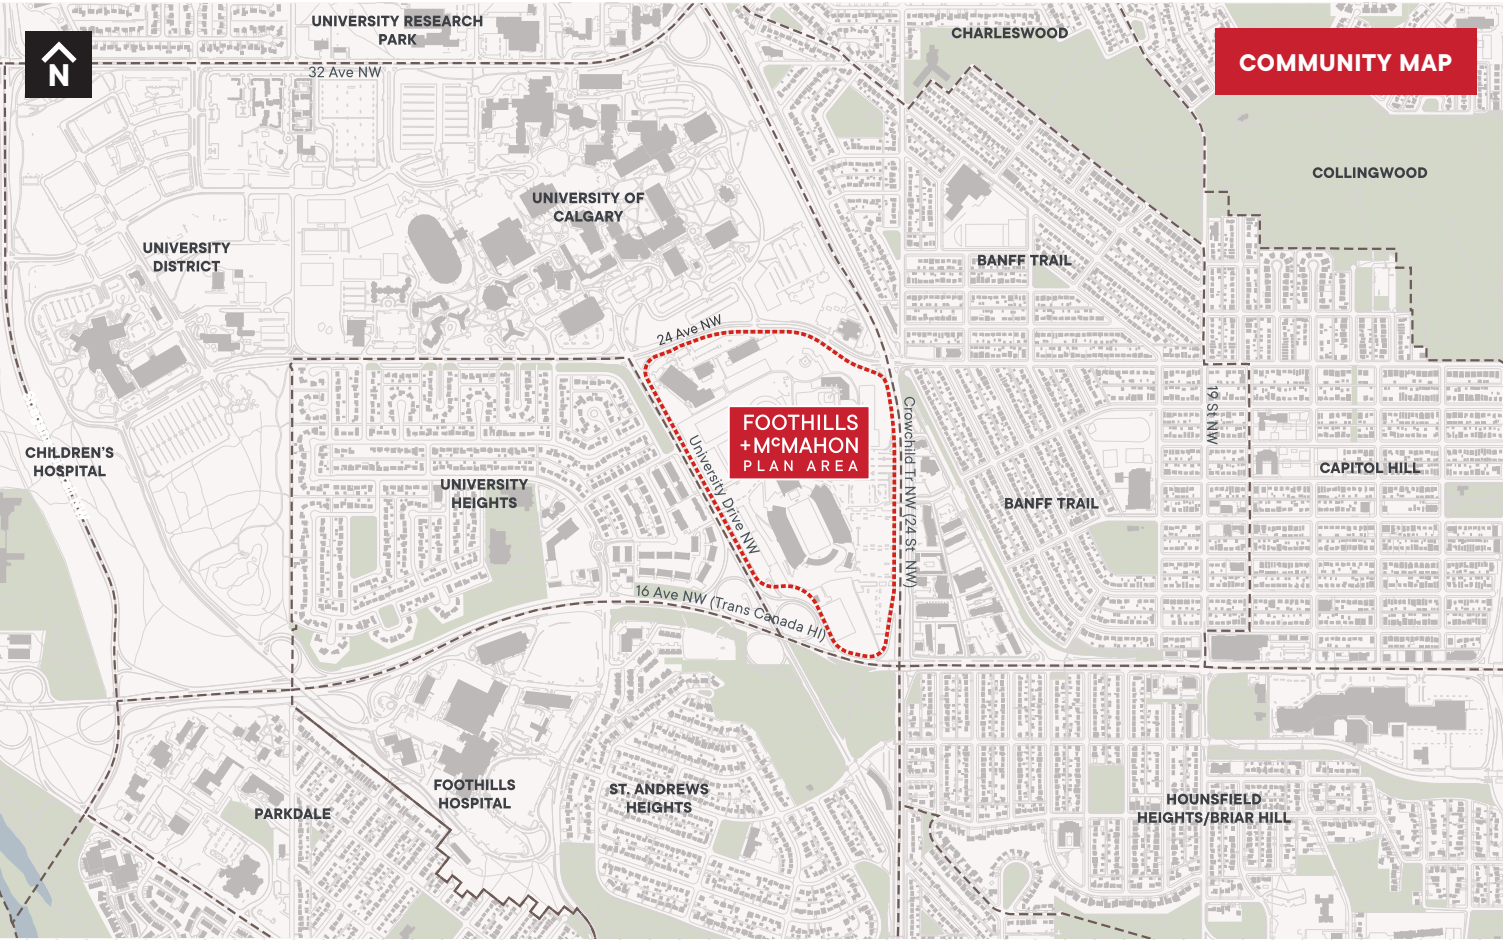 UNIVERSITY RESEARCH
PARK
CHARLESWOOD
COMMUNITY MAP
N
32 Ave NW
COLLINGWOOD
UNIVERSITY OF
CALGARY
UNIVERSITY
DISTRICT
BANFF TRAIL
24 Ave NW
FOOTHILLS
+McMAHON
PLAN AREA
Crowchild Tr NW (24 St NW)
19 St NW
University Drive NW
CHILDREN'S
HOSPITAL
UNIVERSITY
HEIGHTS
BANFF TRAIL
CAPITOL HILL
16 Ave NW (Trans Canada HI)
FOOTHILLS
HOSPITAL
ST. ANDREWS
HEIGHTS
PARKDALE
HOUNSFIELD
HEIGHTS/BRIAR HILL